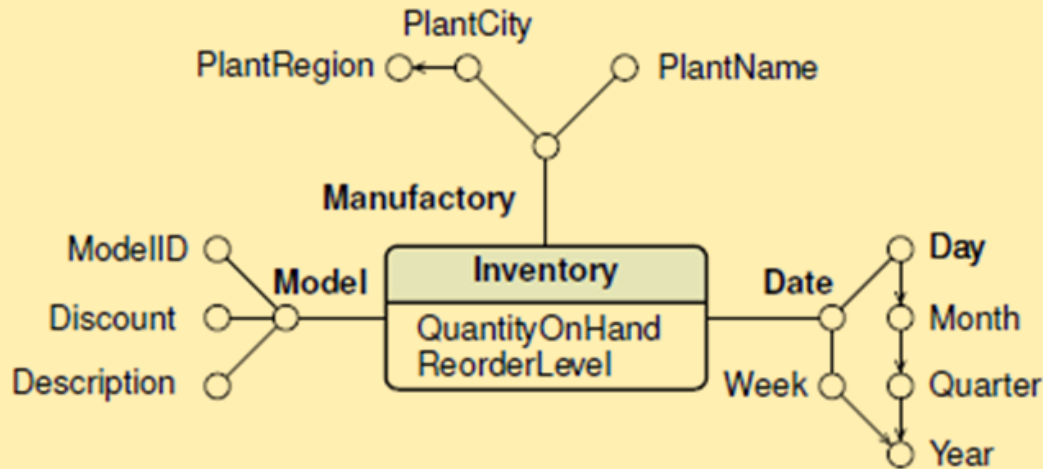 PlantCity
PlantRegion
PlantName
Manufactory
ModelID
Model
Discount
Description
Inventory
QuantityOnHand
ReorderLevel
Date
Day
Month
Week
Quarter
Year